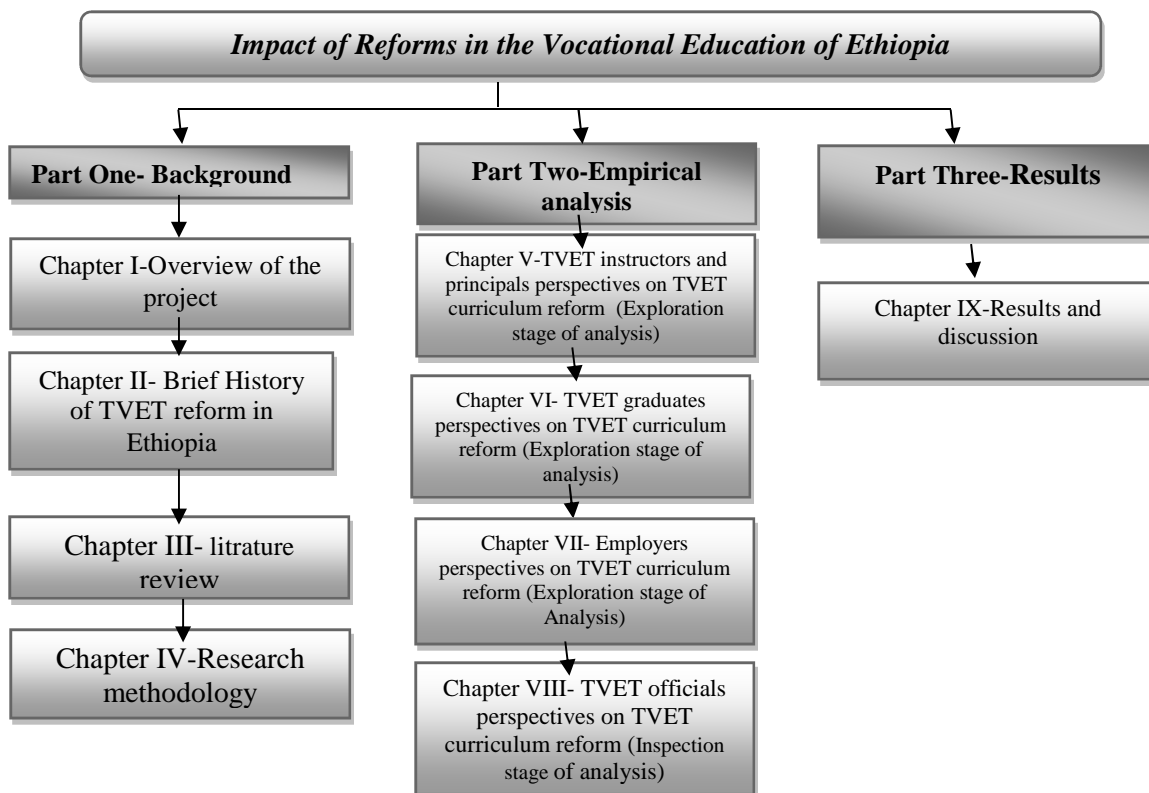 Impact of Reforms in the Vocational Education of Ethiopia
Part One- Background
Chapter I-Overview of the
project
Chapter II- Brief History
of TVET reform in
Ethiopia
Chapter III- litrature
review
Chapter IV-Research
methodology
Part Two-Empirical
analysis
Chapter V-TVET instructors and
principals perspectives on TVET
curriculum reform (Exploration
stage of analysis)
Chapter VI- TVET graduates
perspectives on TVET curriculum
reform (Exploration stage of
analysis)
Chapter VII- Employers
perspectives on TVET curriculum
reform (Exploration stage of
Analysis)
Chapter VIII- TVET officials
perspectives on TVET
curriculum reform (Inspection
stage of analysis)
Part Three-Results
Chapter IX-Results and
discussion